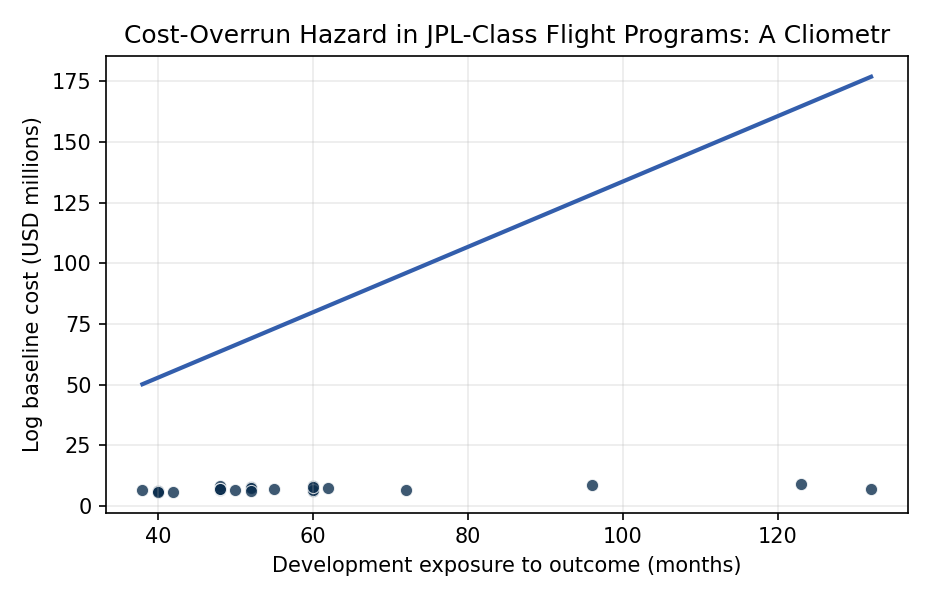 Cost-Overrun Hazard in JPL-Class Flight Programs: A Cliometr
Log baseline cost (USD millions)
175
150
125
100
75
50
25
0
40 60 80 100 120
Development exposure to outcome (months)